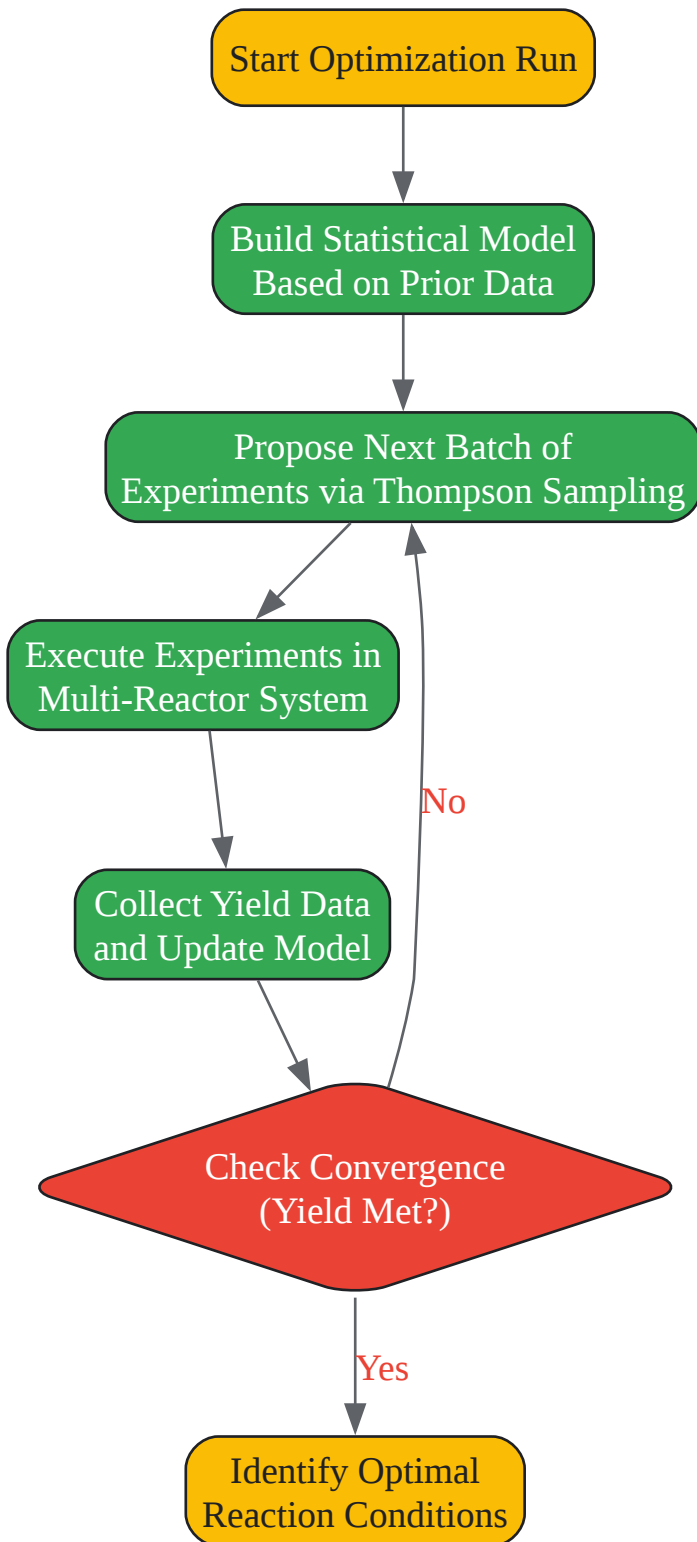 Start Optimization Run
Build Statistical Model
Based on Prior Data
Propose Next Batch of
Experiments via Thompson Sampling
Execute Experiments in
Multi-Reactor System
No
Collect Yield Data
and Update Model
Check Convergence
(Yield Met?)
Yes
Identify Optimal
Reaction Conditions